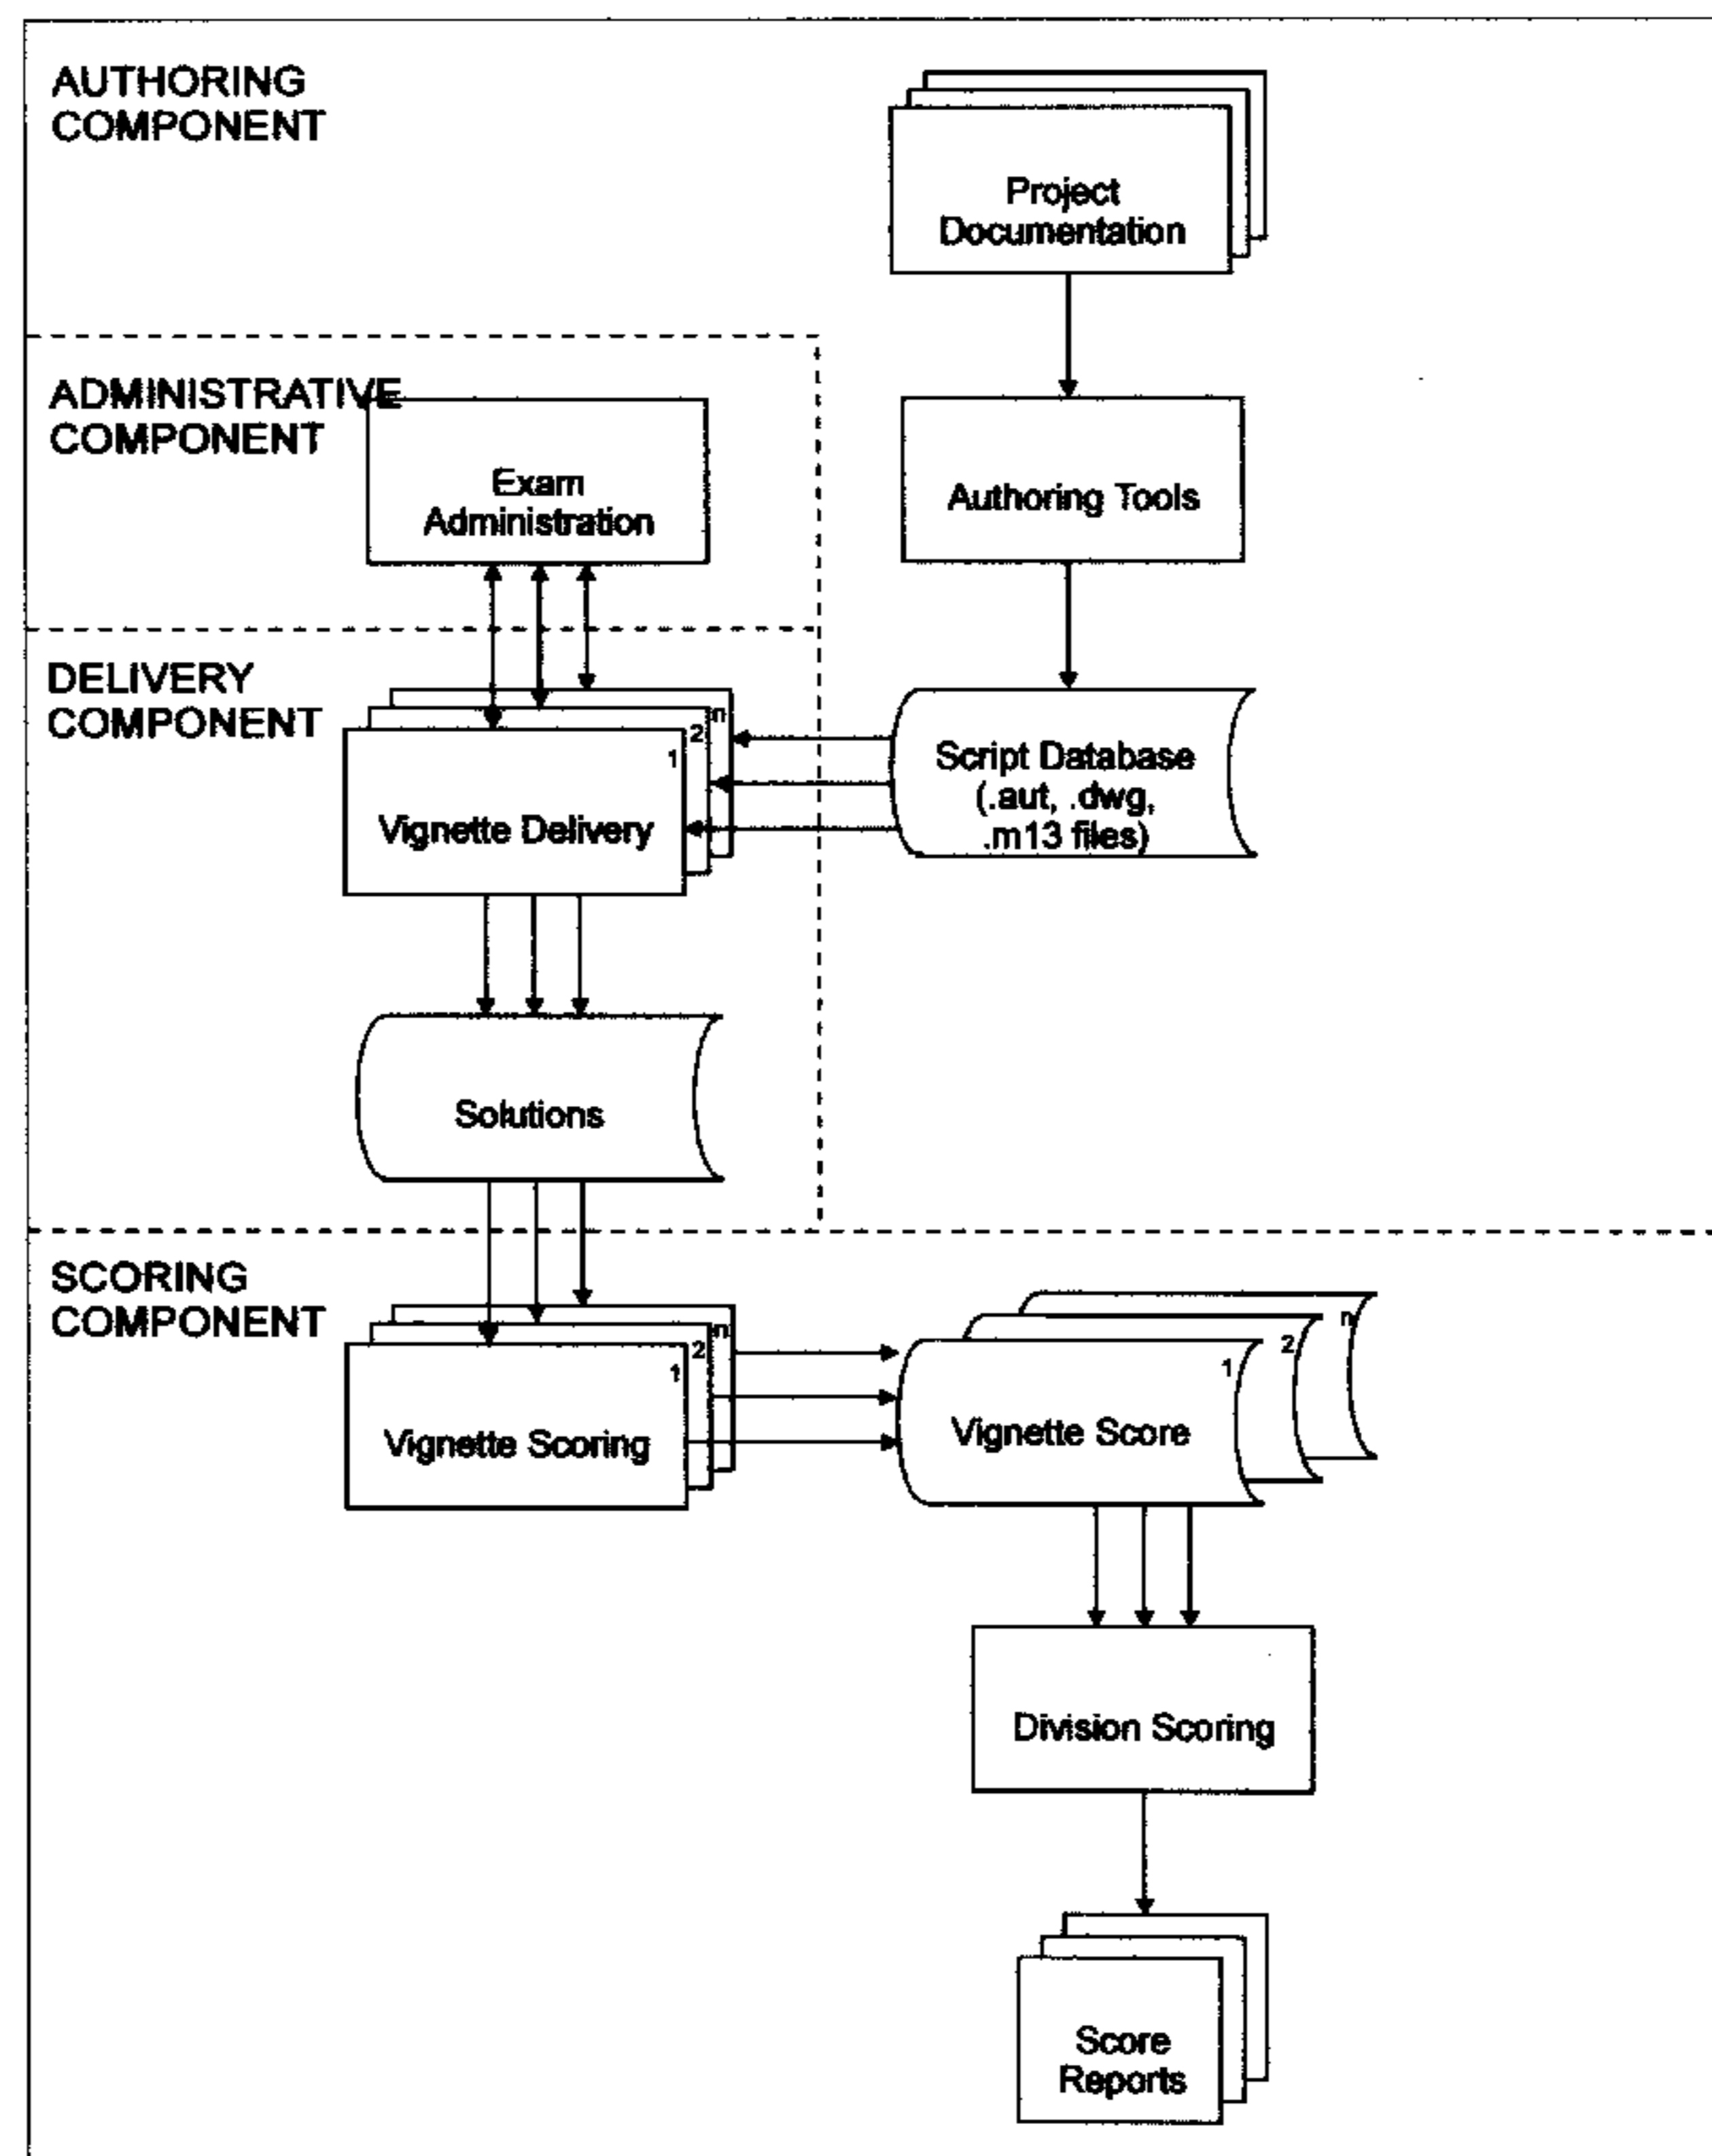 AUTHORING
COMPONENT
Project
Documentation
ADMINISTRATIVE
COMPONENT
Exam
Administration
Authoring Tools
DELIVERY
COMPONENT
n
2
1
Vignette Delivery
Script Database
(.aut, .dwg,
.m13 files)
Solutions
SCORING
COMPONENT
n
2
1
Vignette Scoring
n
2
1
Vignette Score
Division Scoring
Score
Reports